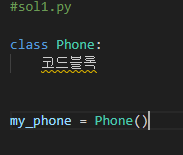 #sol1.py
class Phone:
    코드블록
my_phone = Phone()